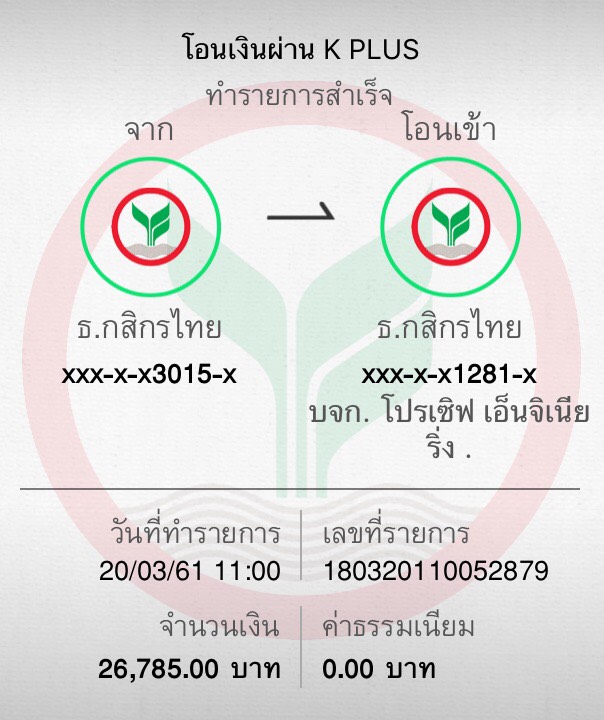 โอนเงินผ่าน K PLUS
ทำรายการสำเร็จ
จาก
โอนเข้า
ธ.กสิกรไทย
ธ.กสิกรไทย
xxx-x-x3015-x
xxx-x-x1281-x
บจก. โปรเซิฟ เอ็นจิเนีย
ริ่ง .
วันที่ทำรายการ
เลขที่รายการ
20/03/61 11:00
180320110052879
จำนวนเงิน
ค่าธรรมเนียม
26,785.00 บาท
0.00 บาท